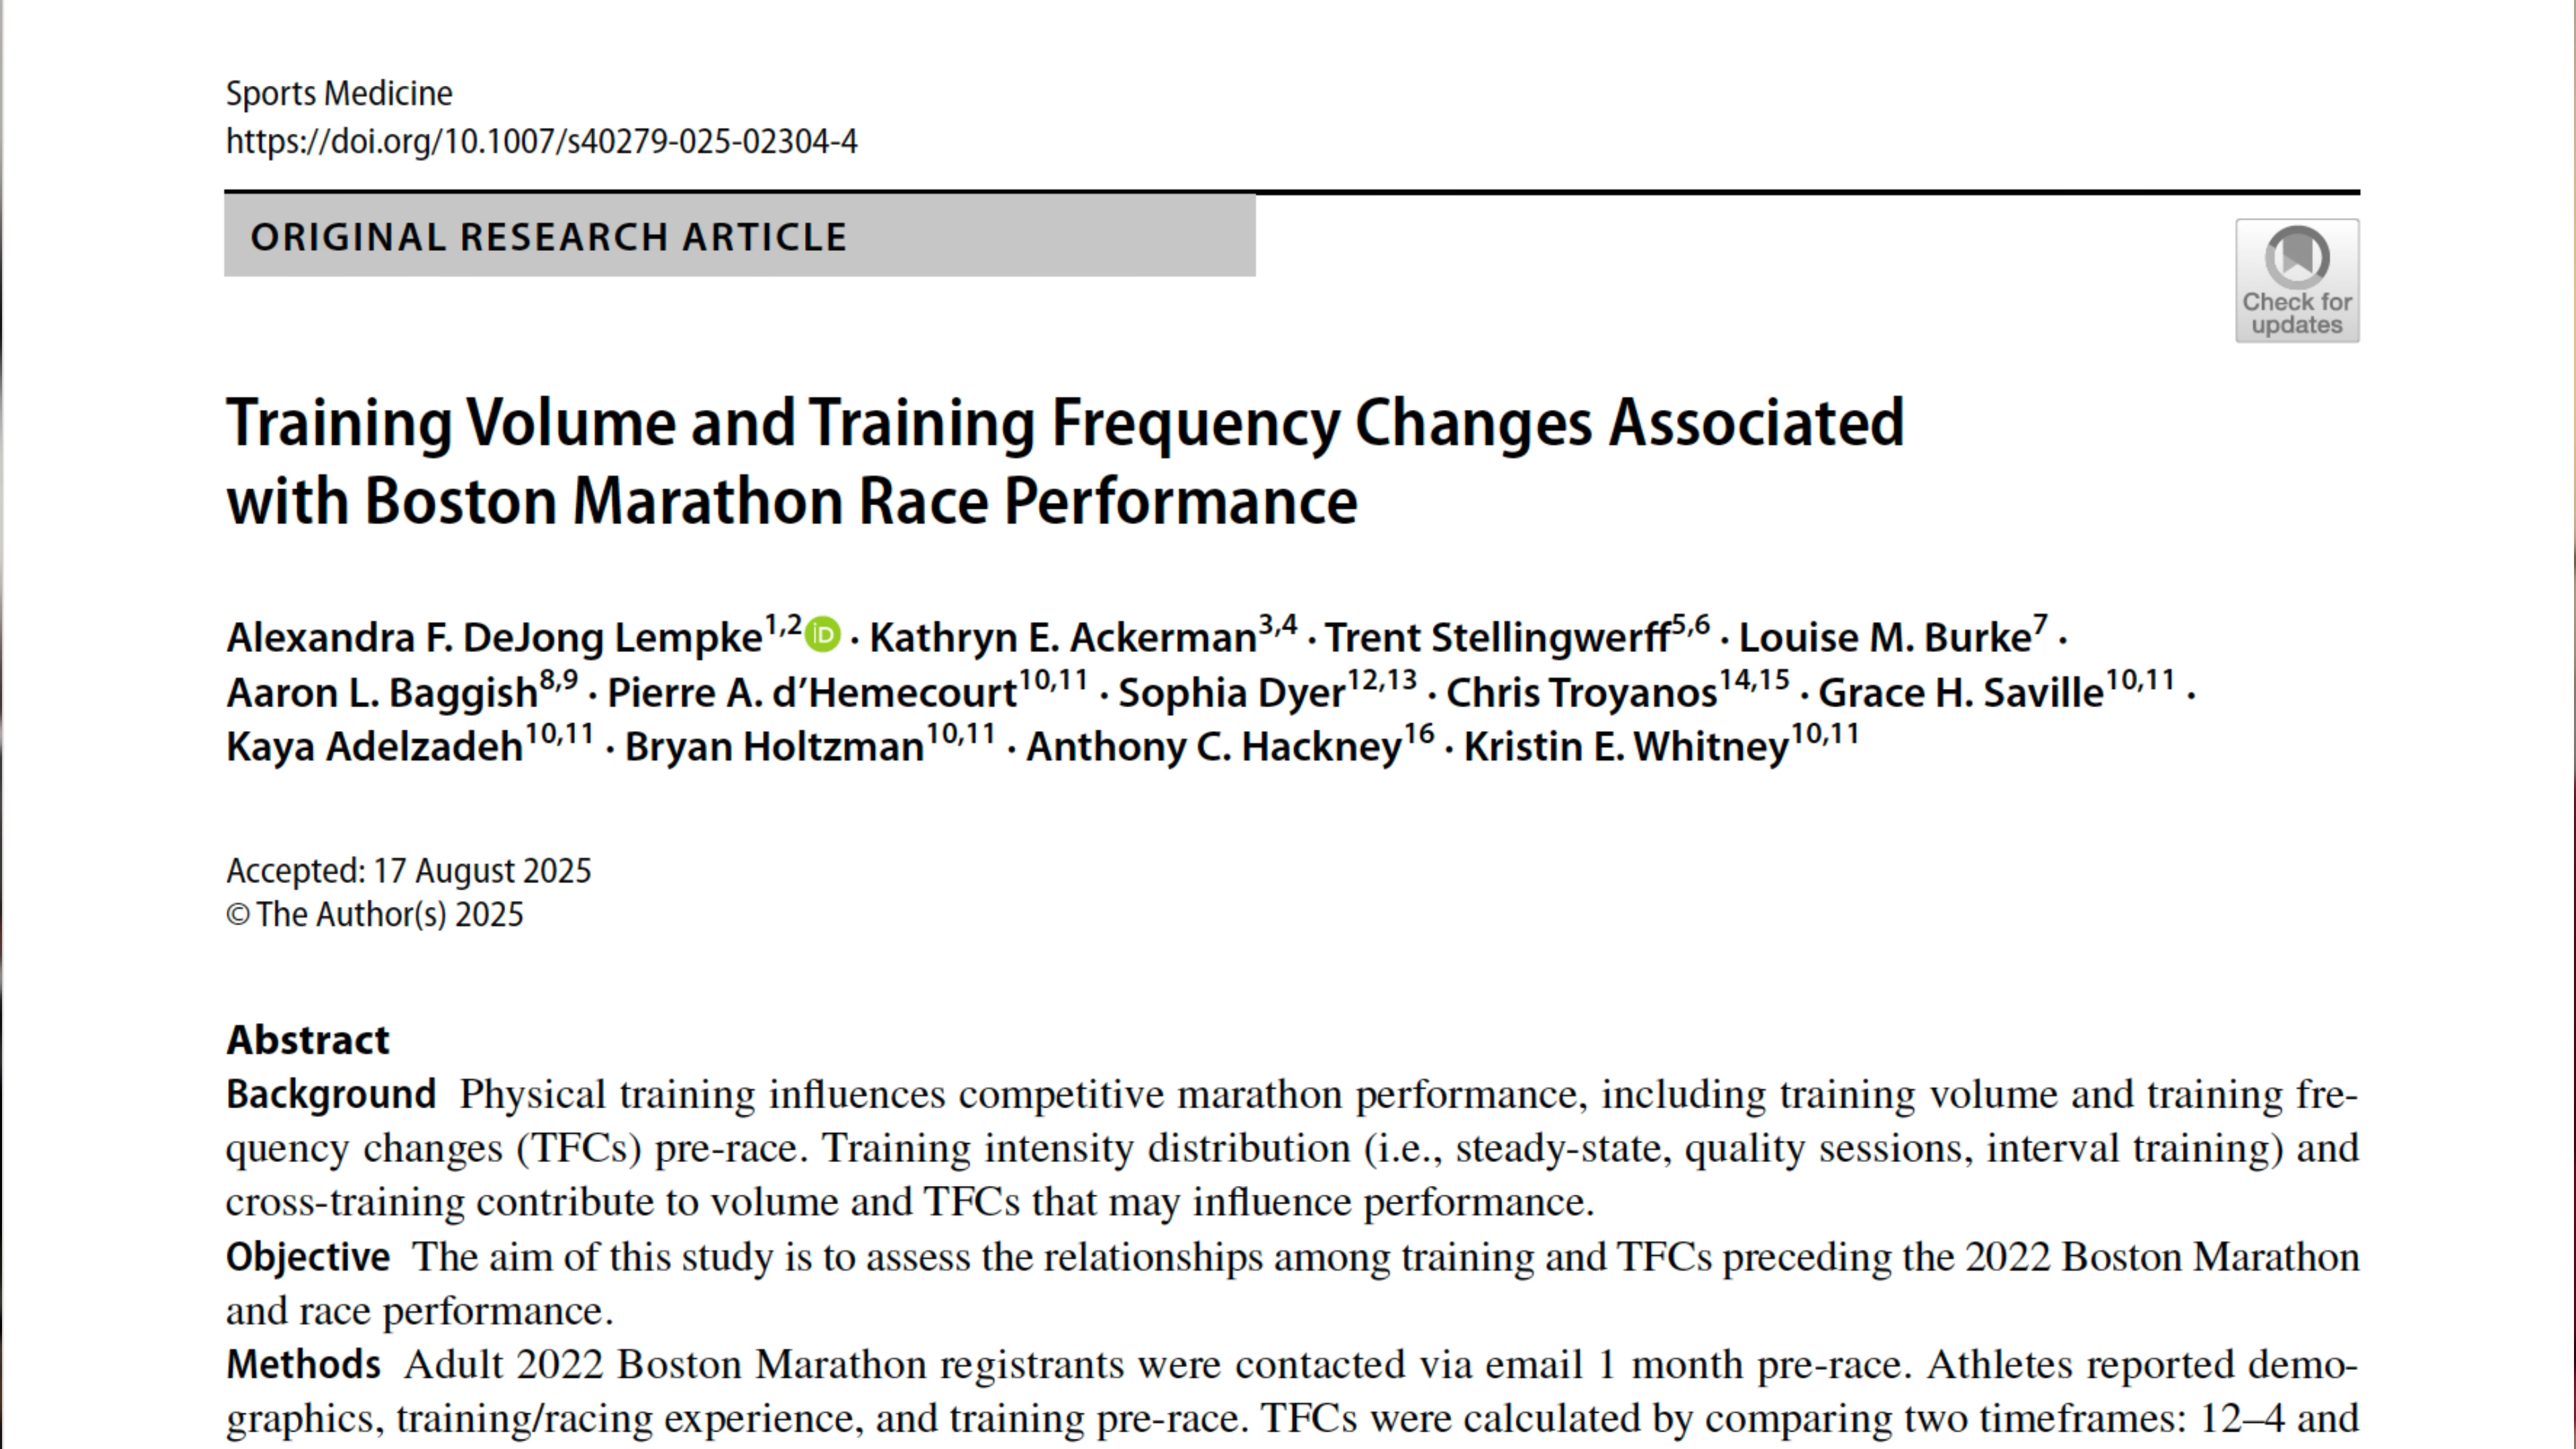 Sports Medicine
https://doi.org/10.1007/s40279-025-02304-4
ORIGINAL RESEARCH ARTICLE
Check for
updates
Training Volume and Training Frequency Changes Associated
with Boston Marathon Race Performance
Alexandra F. DeJong Lempke1,2 iD · Kathryn E. Ackerman3,4 · Trent Stellingwerff5,6 · Louise M. Burke7 ·
Aaron L. Baggish8,9 · Pierre A. d’Hemecourt10,11 · Sophia Dyer12,13 · Chris Troyanos14,15 · Grace H. Saville10,11 ·
Kaya Adelzadeh10,11 · Bryan Holtzman10,11 · Anthony C. Hackney16 · Kristin E. Whitney10,11
Accepted: 17 August 2025
© The Author(s) 2025
Abstract
Background Physical training influences competitive marathon performance, including training volume and training fre-
quency changes (TFCs) pre-race. Training intensity distribution (i.e., steady-state, quality sessions, interval training) and
cross-training contribute to volume and TFCs that may influence performance.
Objective The aim of this study is to assess the relationships among training and TFCs preceding the 2022 Boston Marathon
and race performance.
Methods Adult 2022 Boston Marathon registrants were contacted via email 1 month pre-race. Athletes reported demo-
graphics, training/racing experience, and training pre-race. TFCs were calculated by comparing two timeframes: 12–4 and